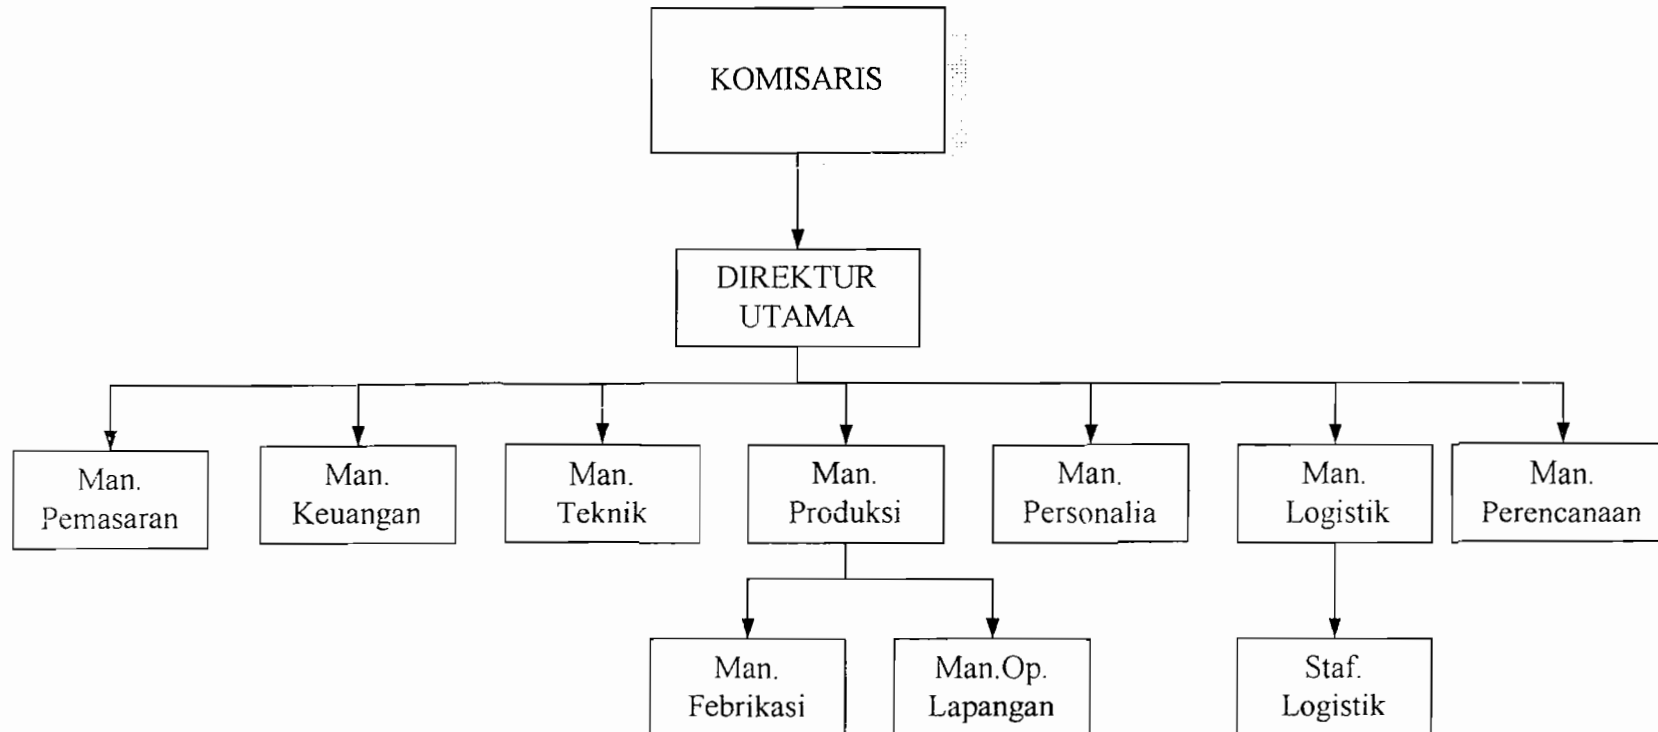 KOMISARIS
DIREKTUR
UTAMA
Man.
Pemasaran
Man.
Keuangan
Man.
Teknik
Man.
Produksi
Man.
Personalia
Man.
Logistik
Man.
Perencanaan
Man.
Febrikasi
Man.Op.
Lapangan
Staf.
Logistik